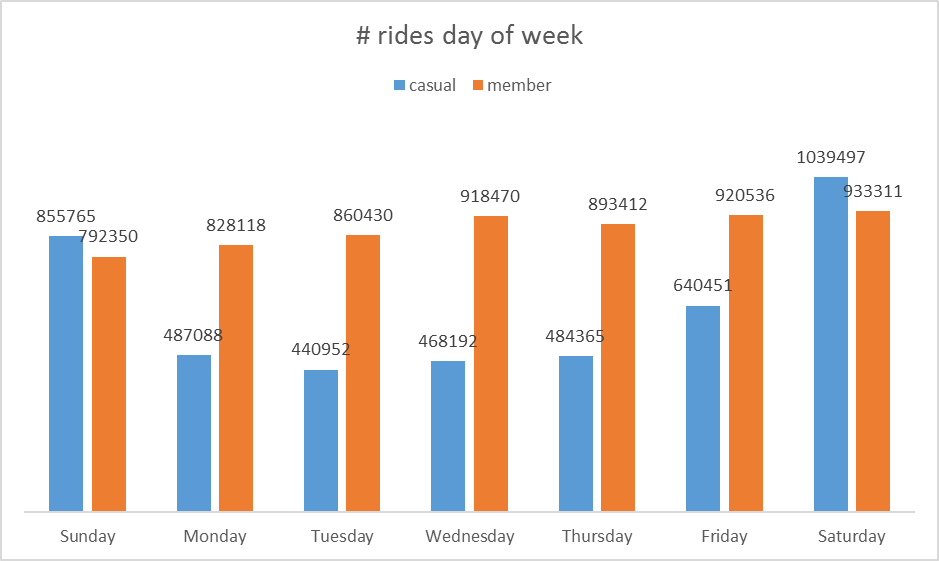 # rides day of week
casual member
1039497
918470 920536 933311
855765 860430 893412
792350 828118
640451
487088 468192 484365
440952
Sunday Monday Tuesday Wednesday Thursday Friday Saturday